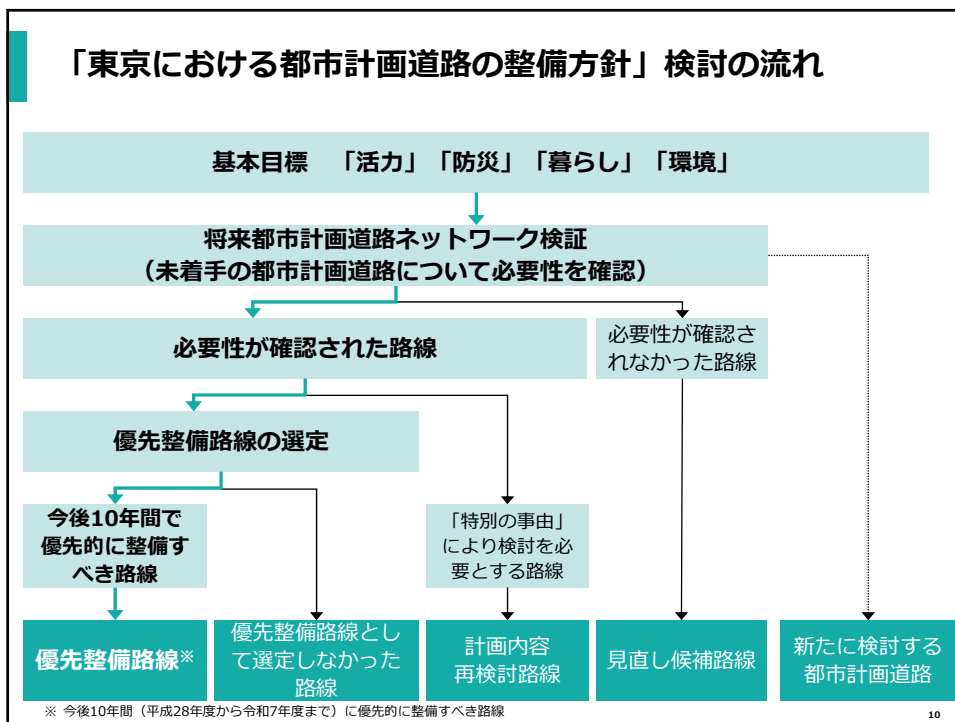 「東京における都市計画道路の整備方針」検討の流れ
基本目標　「活力」「防災」「暮らし」「環境」
将来都市計画道路ネットワーク検証
（未着手の都市計画道路について必要性を確認）
必要性が確認された路線
必要性が確認さ
れなかった路線
優先整備路線の選定
今後10年間で
優先的に整備す
べき路線
「特別の事由」
により検討を必
要とする路線
優先整備路線※
優先整備路線とし
て選定しなかった
路線
計画内容
再検討路線
見直し候補路線
新たに検討する
都市計画道路
※ 今後10年間（平成28年度から令和7年度まで）に優先的に整備すべき路線
10